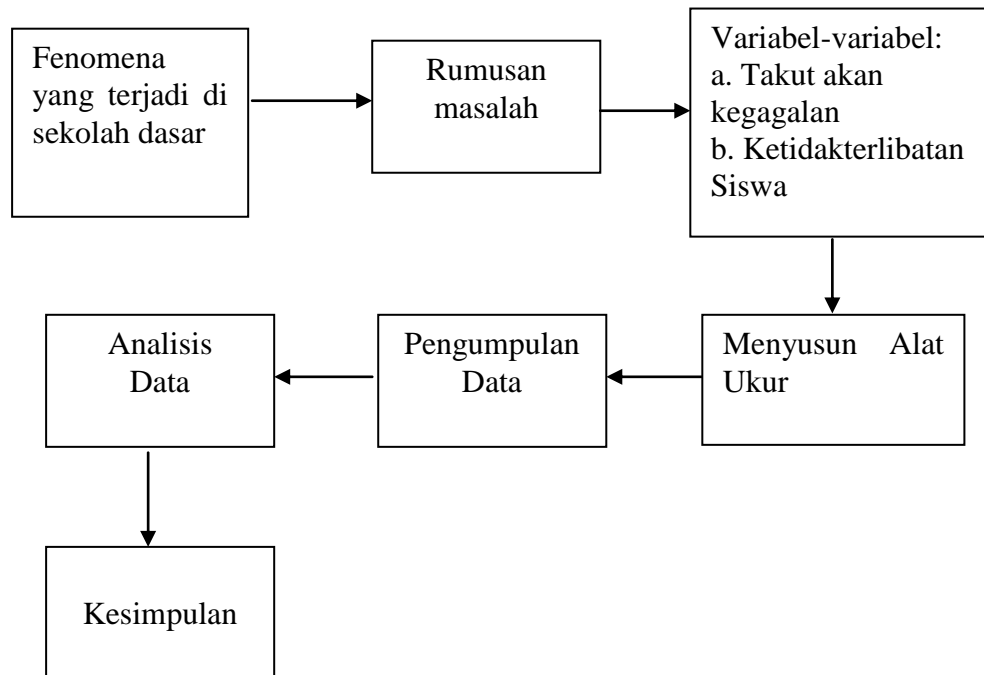 Fenomena
yang terjadi di
sekolah dasar
Rumusan
masalah
Variabel-variabel:
a. Takut akan
kegagalan
b. Ketidakterlibatan
Siswa
Menyusun Alat
Ukur
Pengumpulan
Data
Analisis
Data
Kesimpulan